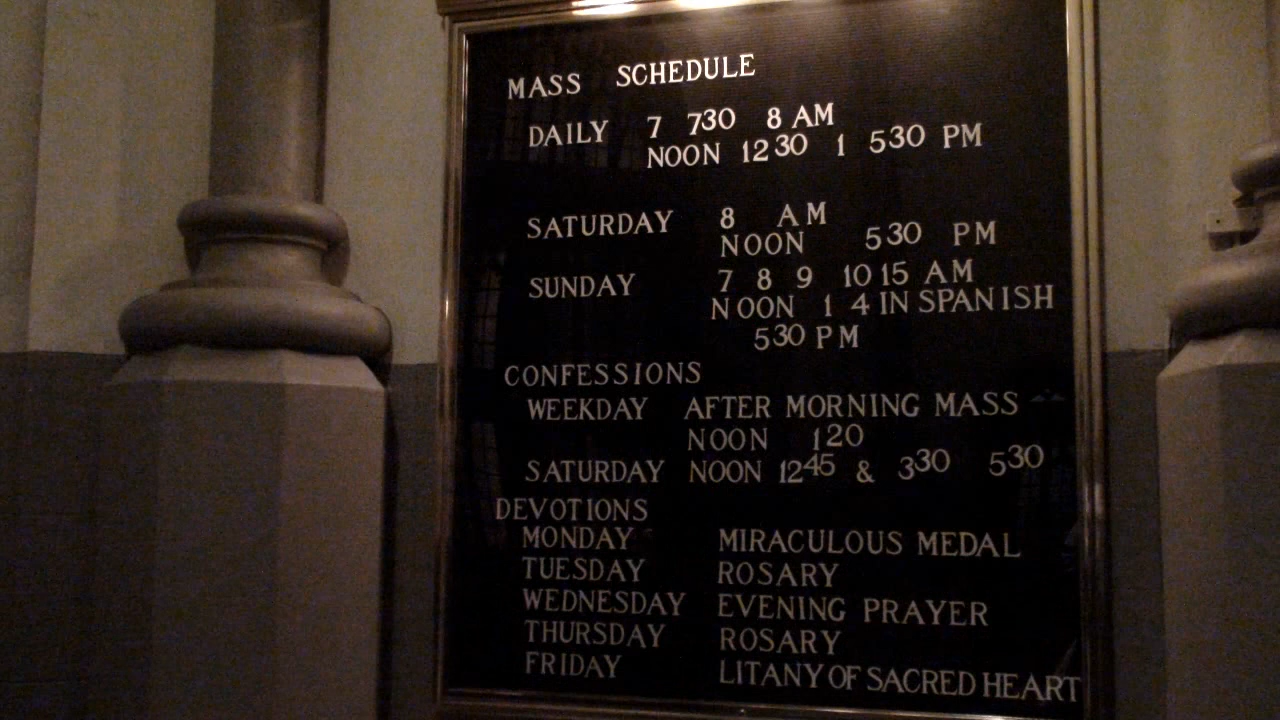 MASS SCHEDULE
DAILY 7 730 8 AM
NOON 1230 1 530 PM
SATURDAY 8 AM
NOON 530 PM
SUNDAY 7 8 9 1015 AM
NOON 1 4 IN SPANISH
530 PM
CONFESSIONS
WEEKDAY AFTER MORNING MASS
NOON 120
SATURDAY NOON 1245 & 330 530
DEVOTIONS
MONDAY MIRACULOUS MEDAL
TUESDAY ROSARY
WEDNESDAY EVENING PRAYER
THURSDAY ROSARY
FRIDAY LITANY OF SACRED HEART